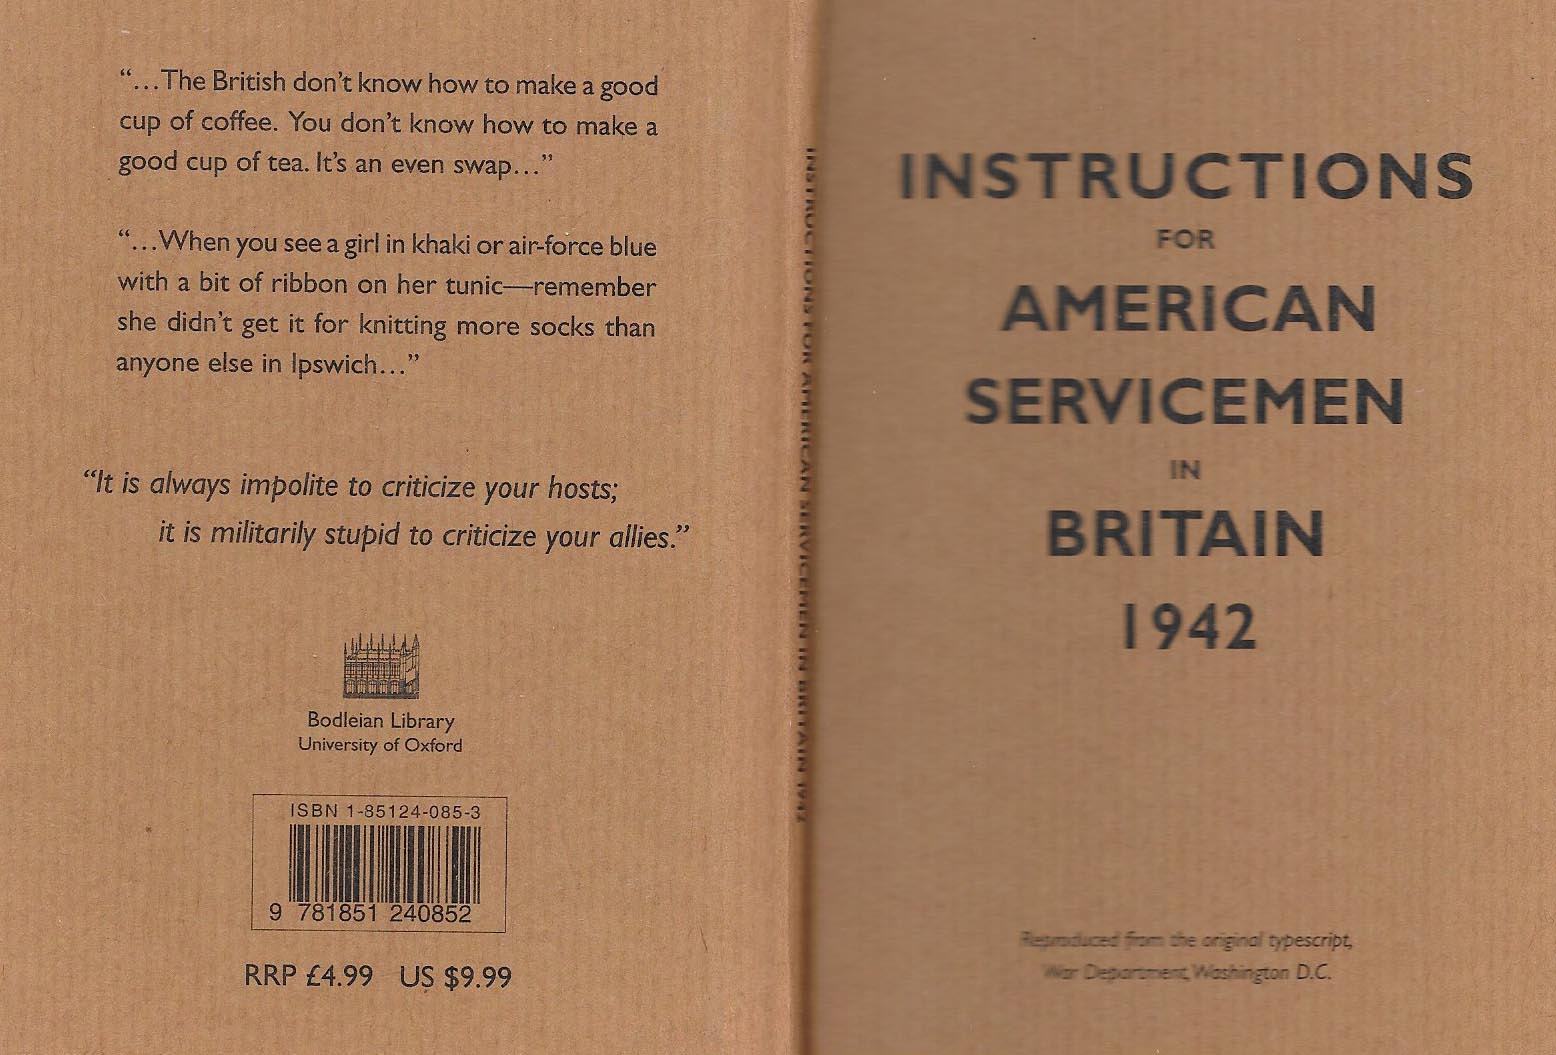 “…The British don’t know how to make a good
cup of coffee. You don’t know how to make a
good cup of tea. It’s an even swap…”
“…When you see a girl in khaki or air-force blue
with a bit of ribbon on her tunic—remember
she didn’t get it for knitting more socks than
anyone else in Ipswich…”
“It is always impolite to criticize your hosts;
it is militarily stupid to criticize your allies.”
Bodleian Library
University of Oxford
ISBN 1-85124-085-3
9 781851 240852
RRP £4.99 US $9.99
INSTRUCTIONS FOR AMERICAN SERVICEMEN IN BRITAIN 1942
INSTRUCTIONS
FOR
AMERICAN
SERVICEMEN
IN
BRITAIN
1942
Reproduced from the original typescript,
War Department, Washington D.C.